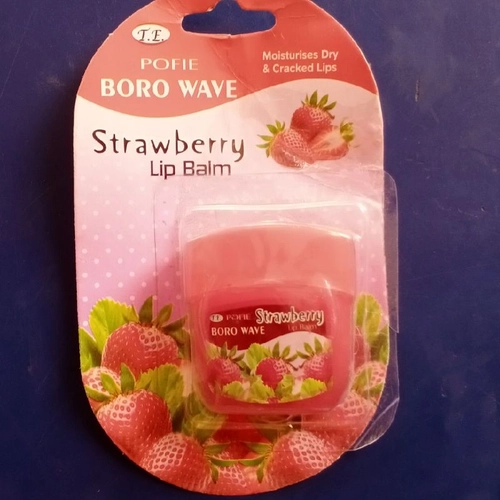 T.E.
POFIE
BORO WAVE
Moisturises Dry
& Cracked Lips
Strawberry
Lip Balm
T.E. POFIE Strawberry
BORO WAVE Lip Balm